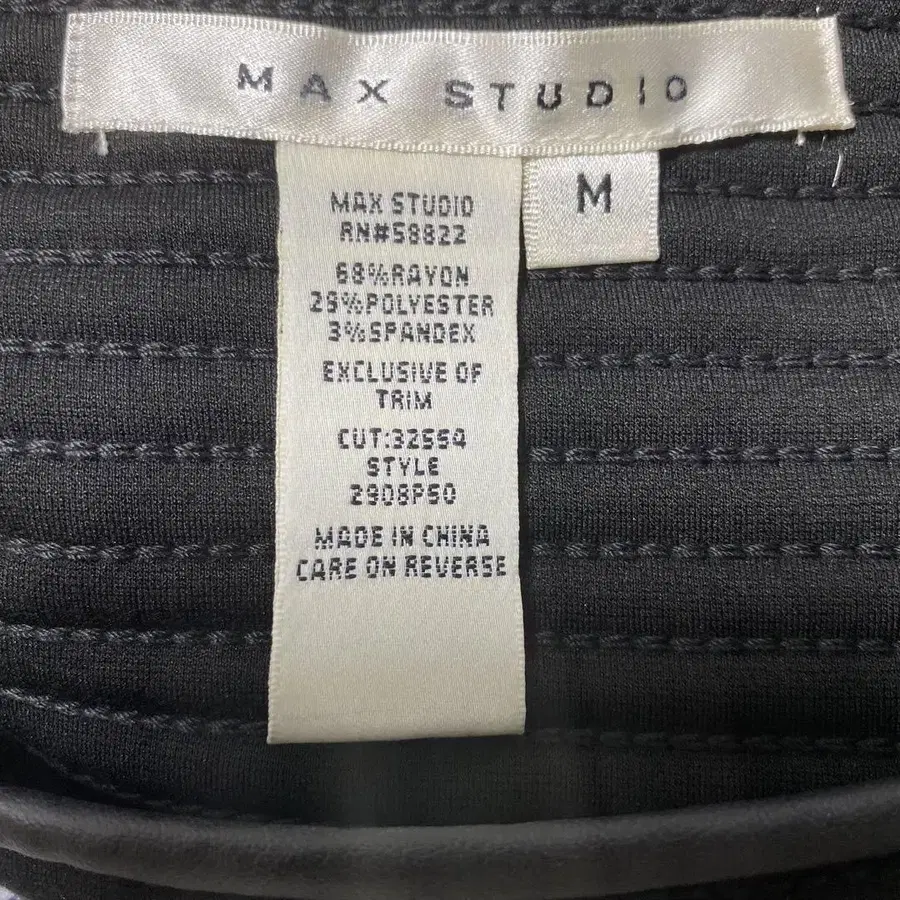 MAX STUDIO
M
MAX STUDIO
RN#58822
68%RAYON
29%POLYESTER
3%SPANDEX
EXCLUSIVE OF
TRIM
CUT:32554
STYLE
2908P50
MADE IN CHINA
CARE ON REVERSE